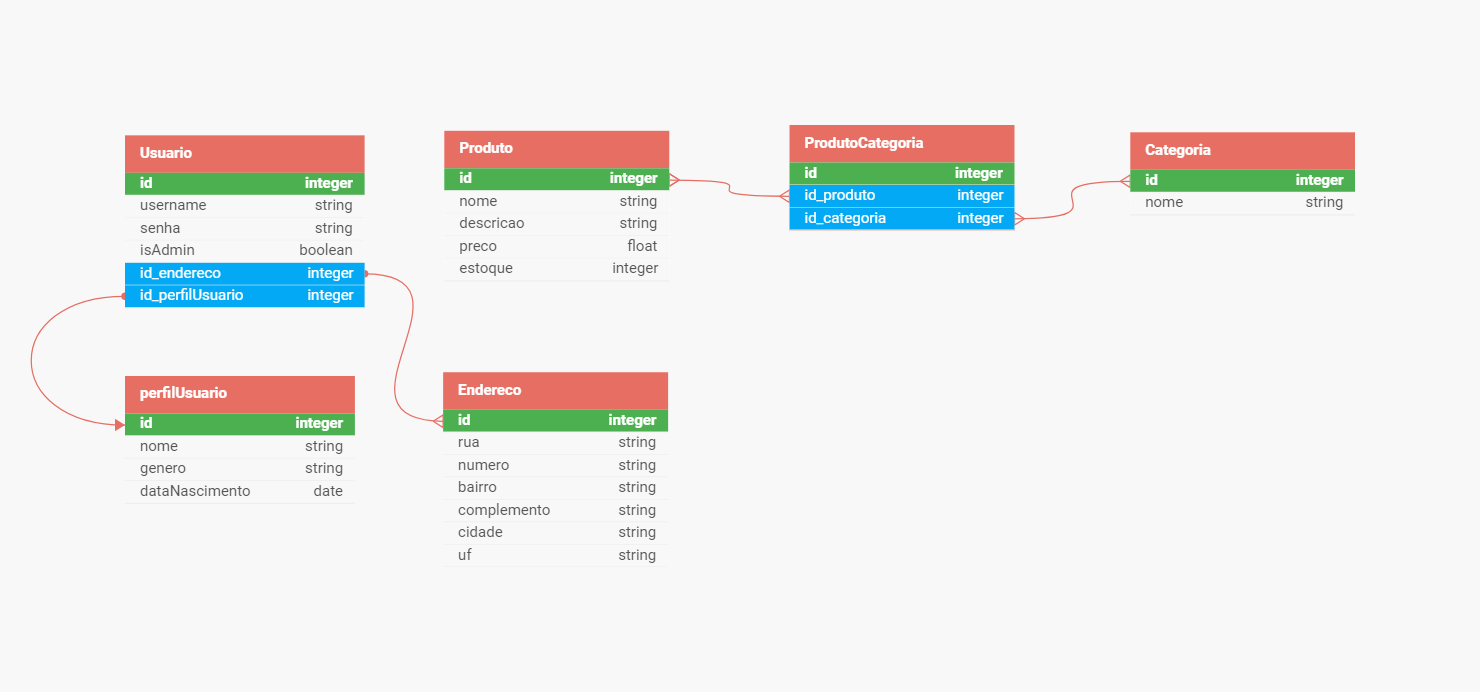 Usuario
id integer
username string
senha string
isAdmin boolean
id_endereco integer
id_perfilUsuario integer
Produto
id integer
nome string
descricao string
preco float
estoque integer
ProdutoCategoria
id integer
id_produto integer
id_categoria integer
Categoria
id integer
nome string
perfilUsuario
id integer
nome string
genero string
dataNascimento date
Endereco
id integer
rua string
numero string
bairro string
complemento string
cidade string
uf string